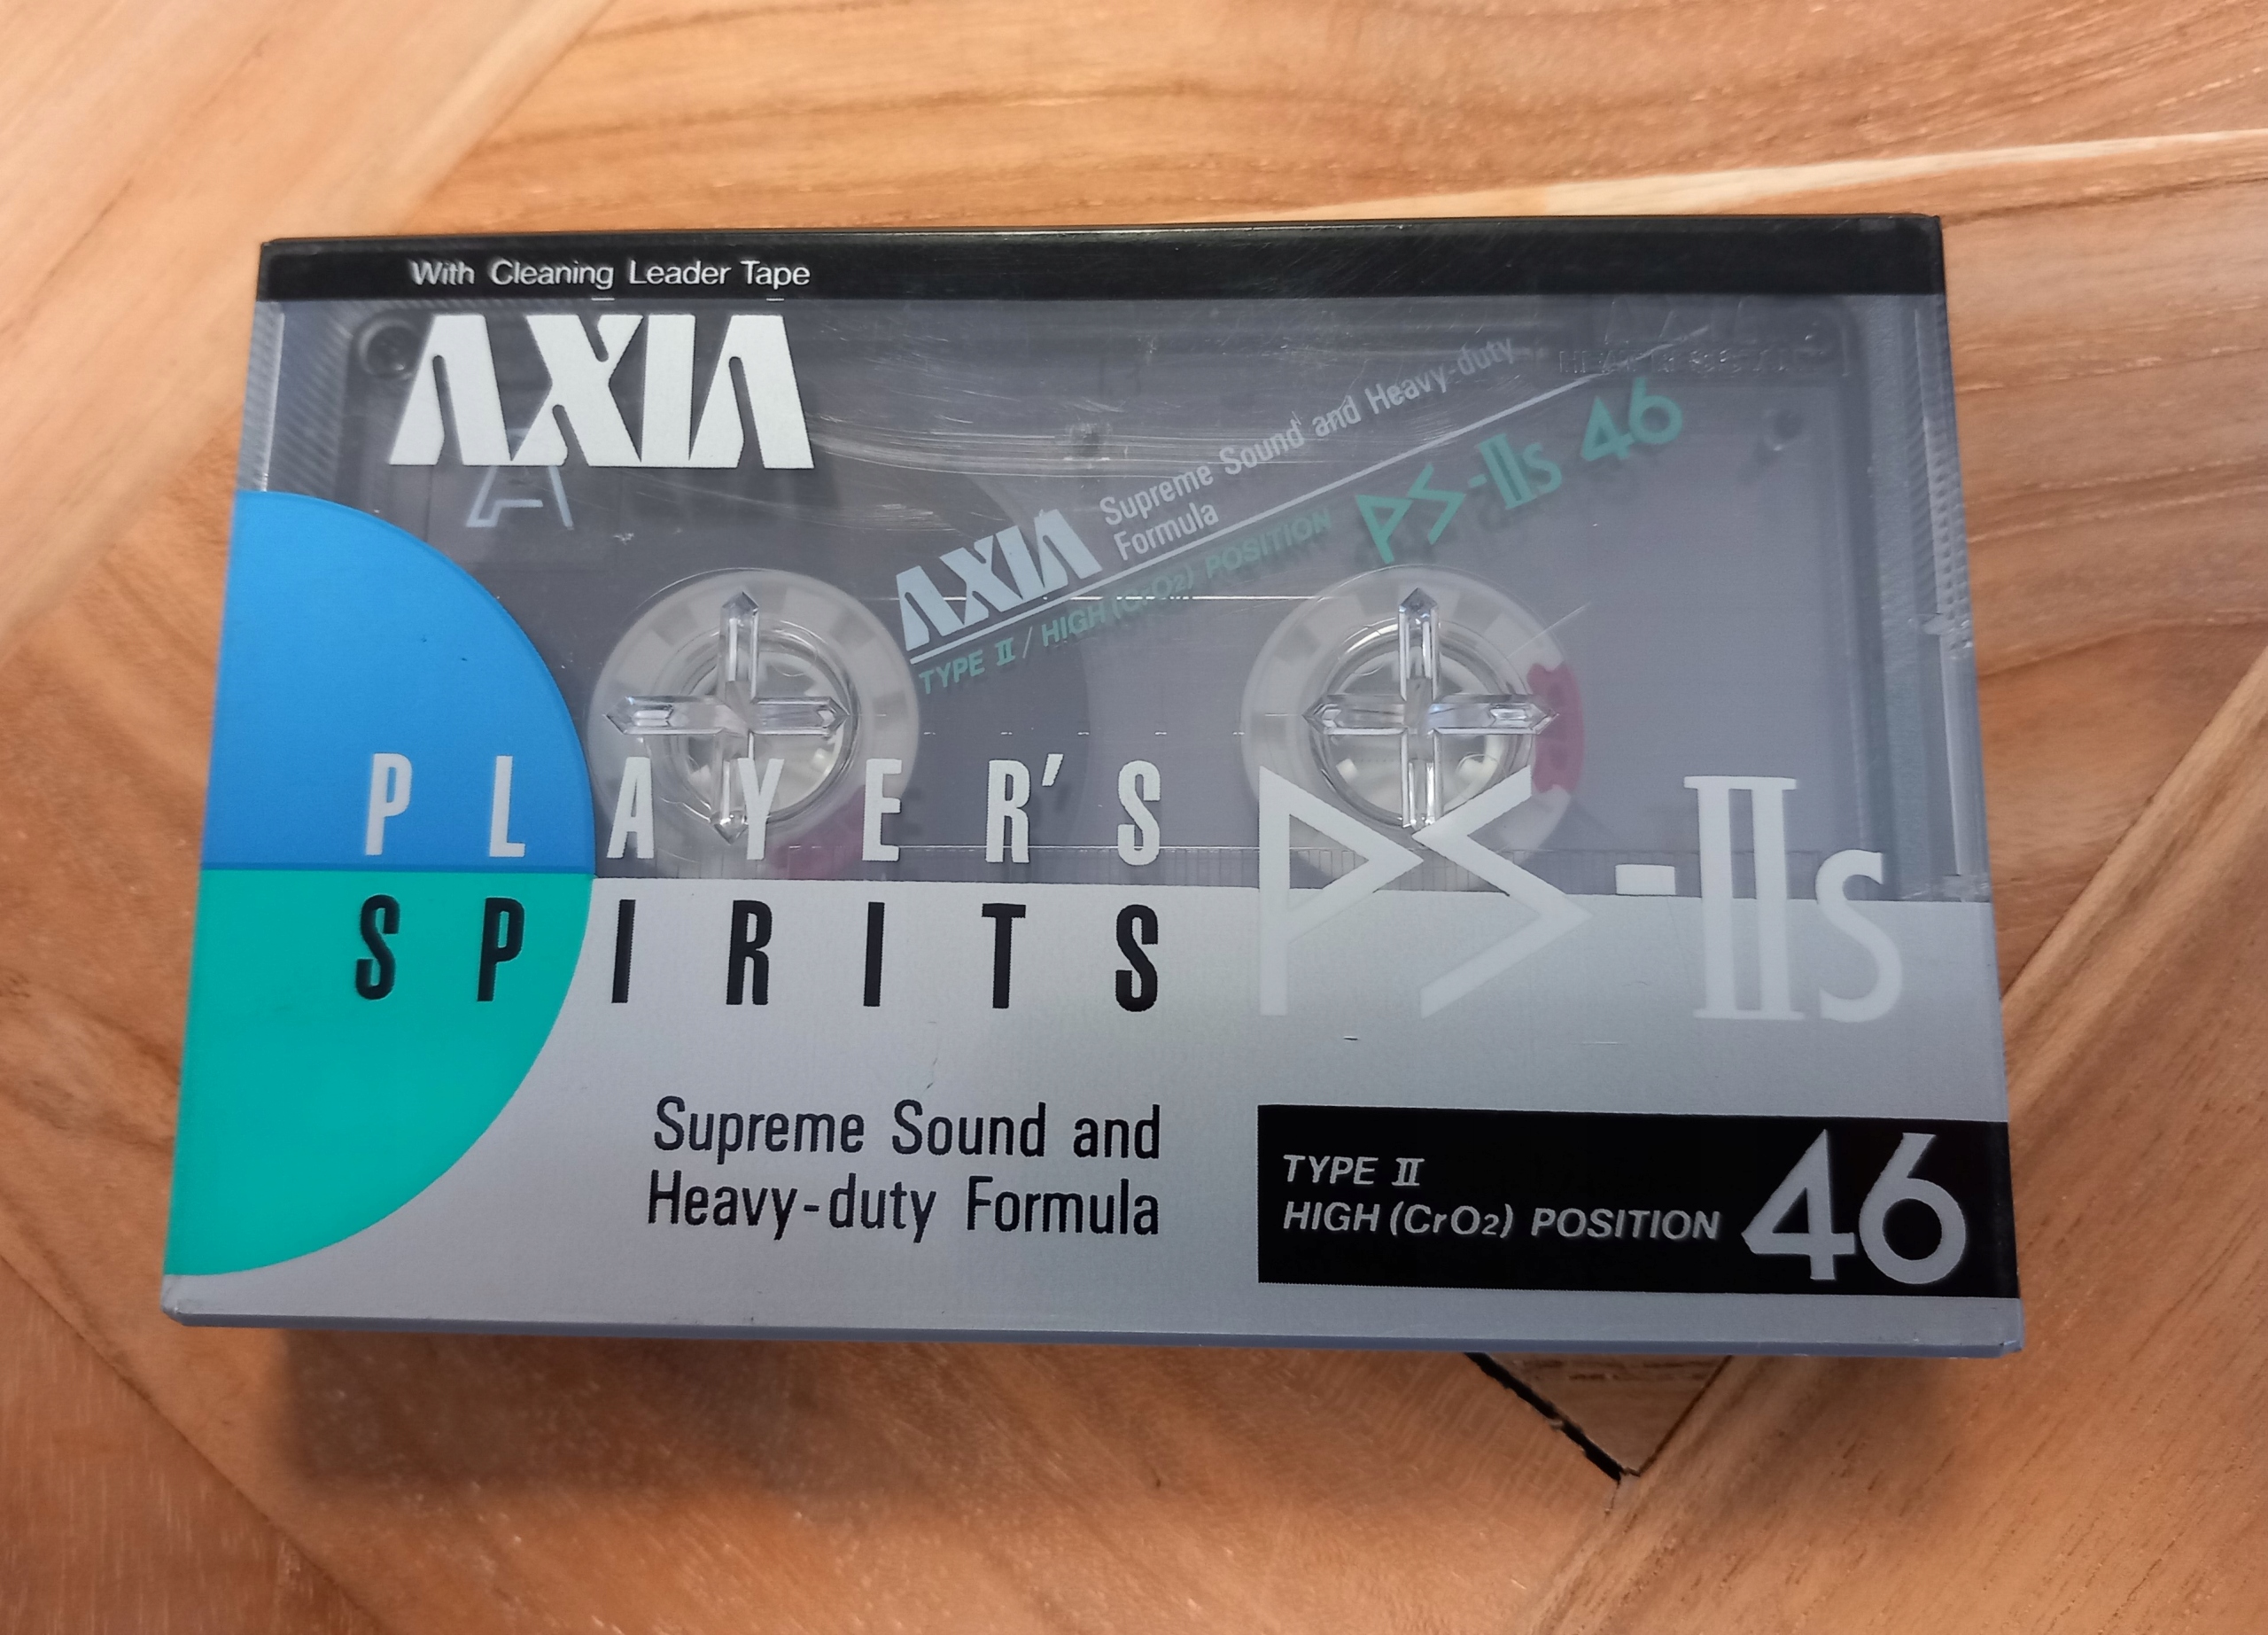 With Cleaning Leader Tape
AXIA
A
AXIA
Supreme Sound and Heavy-duty
Formula
TYPE II / HIGH (CrO2) POSITION
PS-IIs 46
PLAYER'S
SPIRITS
PS-IIs
Supreme Sound and
Heavy-duty Formula
TYPE II
HIGH (CrO2) POSITION
46